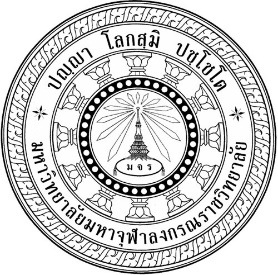 ปญฺญา โลกสฺมิ ปชฺโชโต
ม จ ร
มหาวิทยาลัยมหาจุฬาลงกรณราชวิทยาลัย